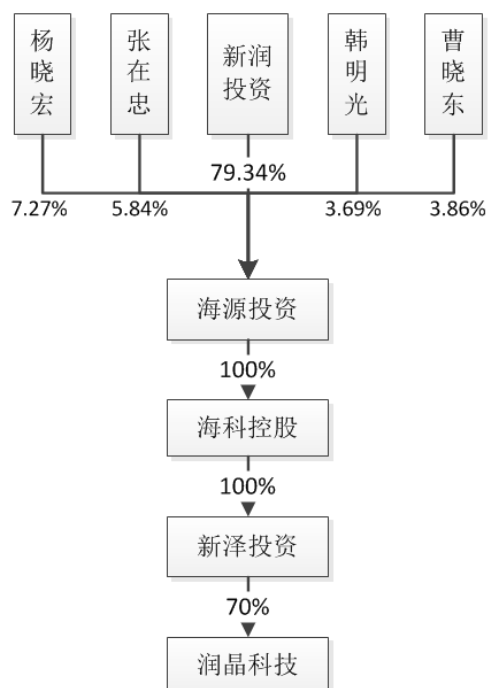 杨晓宏
张在忠
新润
投资
韩明光
曹晓东
79.34%
7.27%
5.84%
3.69%
3.86%
海源投资
100%
海科控股
100%
新泽投资
70%
润晶科技